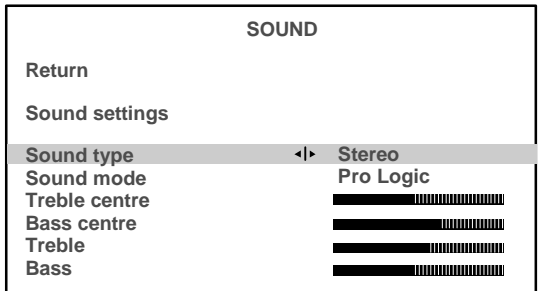 SOUND
Return
Sound settings
Sound type Stereo
Sound mode Pro Logic
Treble centre
Bass centre
Treble
Bass